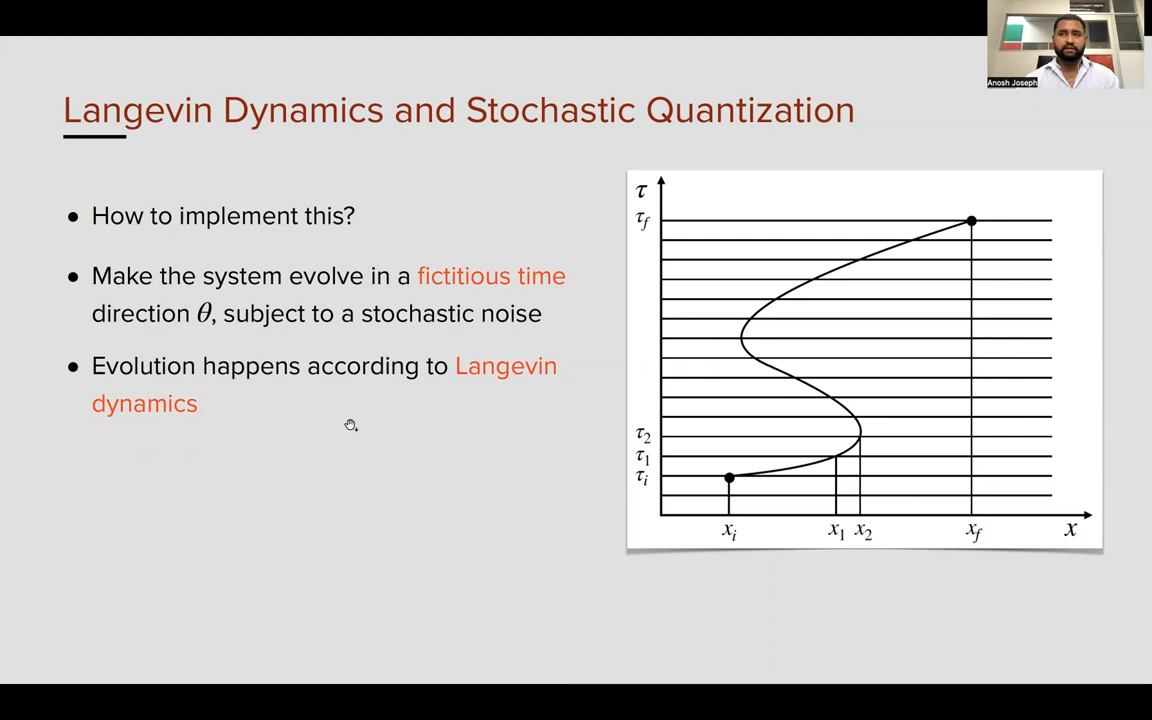 Anosh Joseph
Langevin Dynamics and Stochastic Quantization
● How to implement this?
● Make the system evolve in a fictitious time
direction θ, subject to a stochastic noise
● Evolution happens according to Langevin
dynamics
τ
τf
τ2
τ1
τi
xi x1 x2 xf x